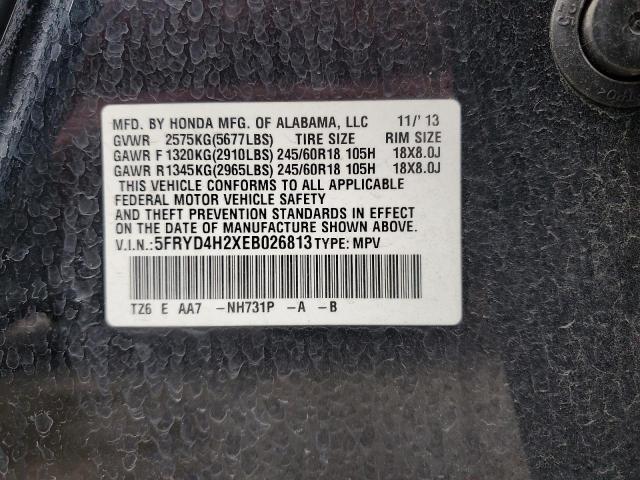 MFD. BY HONDA MFG. OF ALABAMA, LLC 11/' 13
GVWR 2575KG(5677LBS) TIRE SIZE RIM SIZE
GAWR F 1320KG(2910LBS) 245/60R18 105H 18X8.0J
GAWR R 1345KG(2965LBS) 245/60R18 105H 18X8.0J
THIS VEHICLE CONFORMS TO ALL APPLICABLE
FEDERAL MOTOR VEHICLE SAFETY
AND THEFT PREVENTION STANDARDS IN EFFECT
ON THE DATE OF MANUFACTURE SHOWN ABOVE.
V.I.N.: 5FRYD4H2XEB026813 TYPE: MPV
TZ6 E AA7 -NH731P -A -B